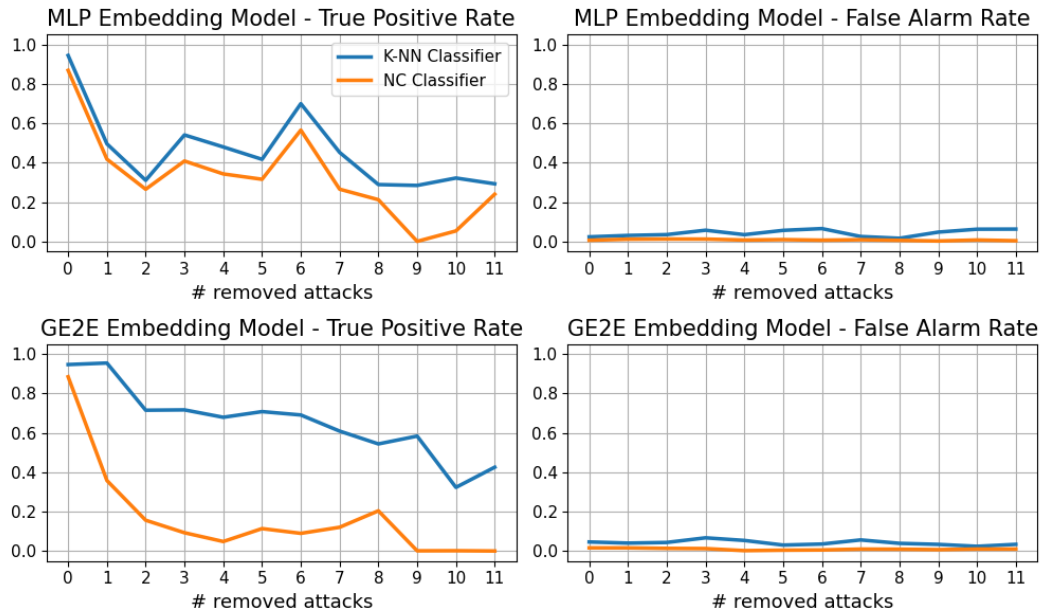 MLP Embedding Model - True Positive Rate
1.0
0.8
0.6
0.4
0.2
0.0
K-NN Classifier
NC Classifier
0 1 2 3 4 5 6 7 8 9 10 11
# removed attacks
MLP Embedding Model - False Alarm Rate
1.0
0.8
0.6
0.4
0.2
0.0
0 1 2 3 4 5 6 7 8 9 10 11
# removed attacks
GE2E Embedding Model - True Positive Rate
1.0
0.8
0.6
0.4
0.2
0.0
0 1 2 3 4 5 6 7 8 9 10 11
# removed attacks
GE2E Embedding Model - False Alarm Rate
1.0
0.8
0.6
0.4
0.2
0.0
0 1 2 3 4 5 6 7 8 9 10 11
# removed attacks